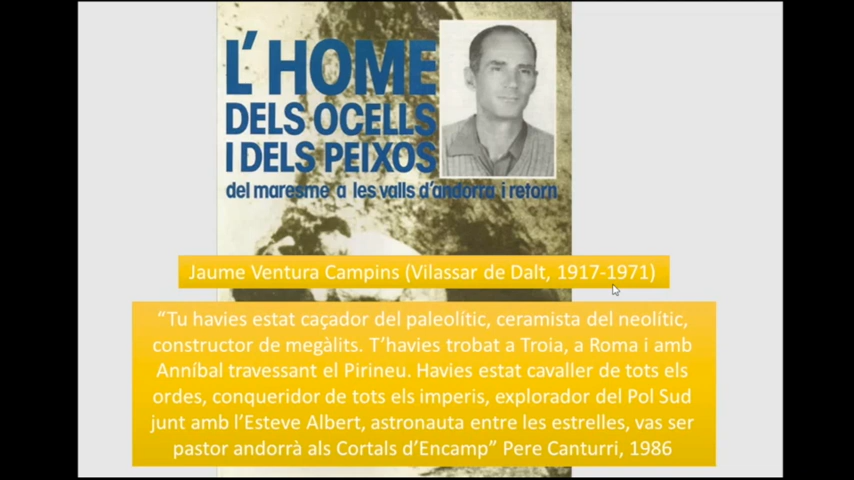 L'HOME
DELS OCELLS
I DELS PEIXOS
del maresme a les valls d'andorra i retorn
Jaume Ventura Campins (Vilassar de Dalt, 1917-1971)
“Tu havies estat caçador del paleolític, ceramista del neolític,
constructor de megàlits. T’havies trobat a Troia, a Roma i amb
Anníbal travessant el Pirineu. Havies estat cavaller de tots els
ordes, conqueridor de tots els imperis, explorador del Pol Sud
junt amb l’Esteve Albert, astronauta entre les estrelles, vas ser
pastor andorrà als Cortals d’Encamp” Pere Canturri, 1986